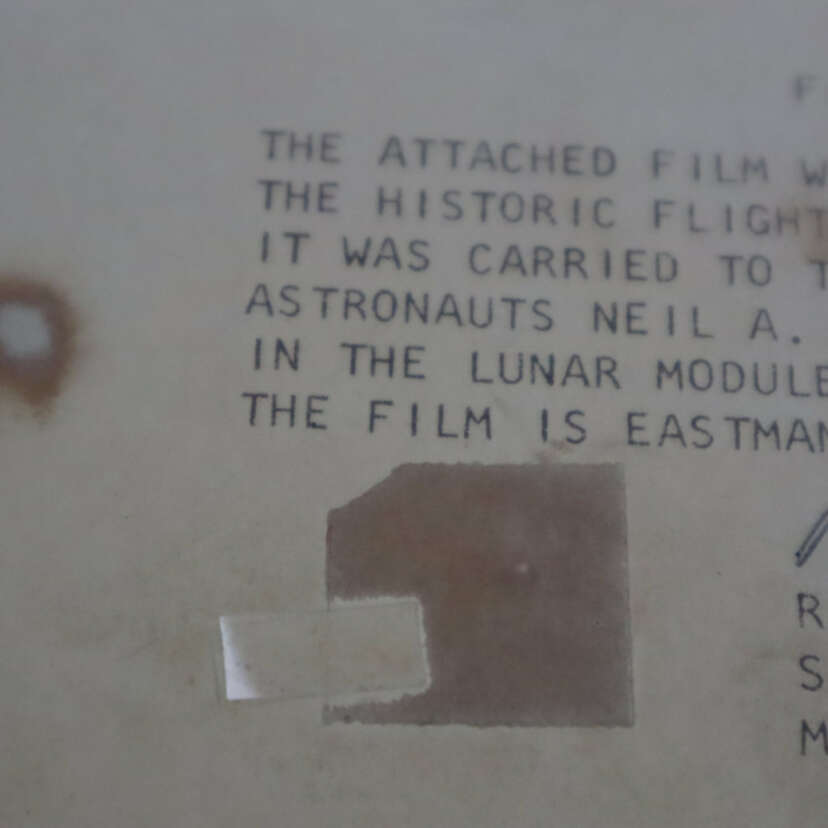 F
THE ATTACHED FILM W
THE HISTORIC FLIGHT
IT WAS CARRIED TO T
ASTRONAUTS NEIL A.
IN THE LUNAR MODULE
THE FILM IS EASTMAN
R
S
M